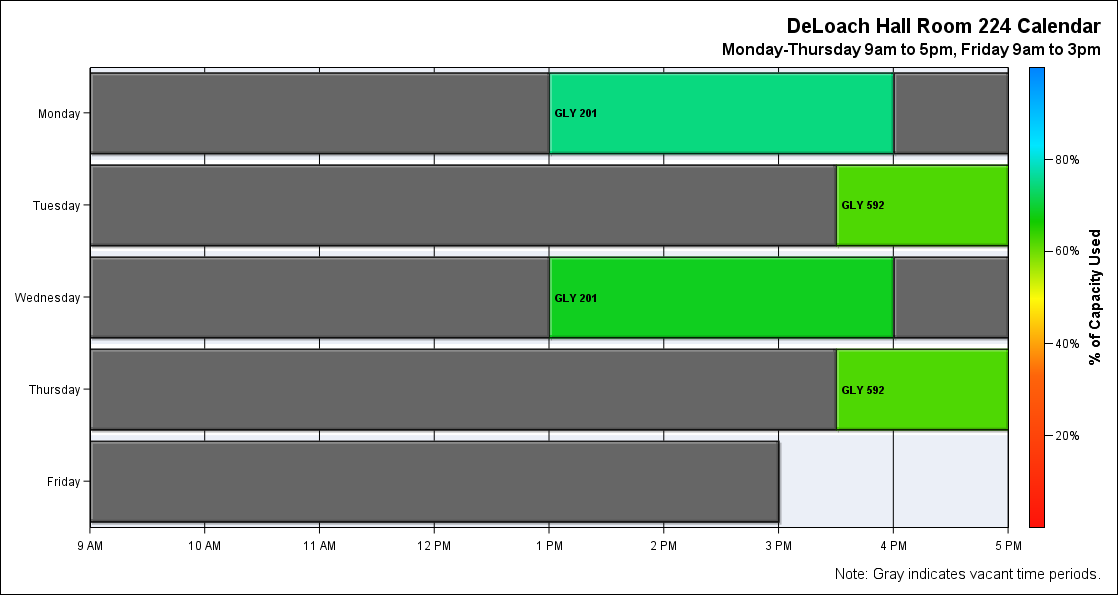 DeLoach Hall Room 224 Calendar
Monday-Thursday 9am to 5pm, Friday 9am to 3pm
Monday
GLY 201
Tuesday
GLY 592
Wednesday
GLY 201
Thursday
GLY 592
Friday
9 AM 10 AM 11 AM 12 PM 1 PM 2 PM 3 PM 4 PM 5 PM
80%
60%
40%
20%
% of Capacity Used
Note: Gray indicates vacant time periods.